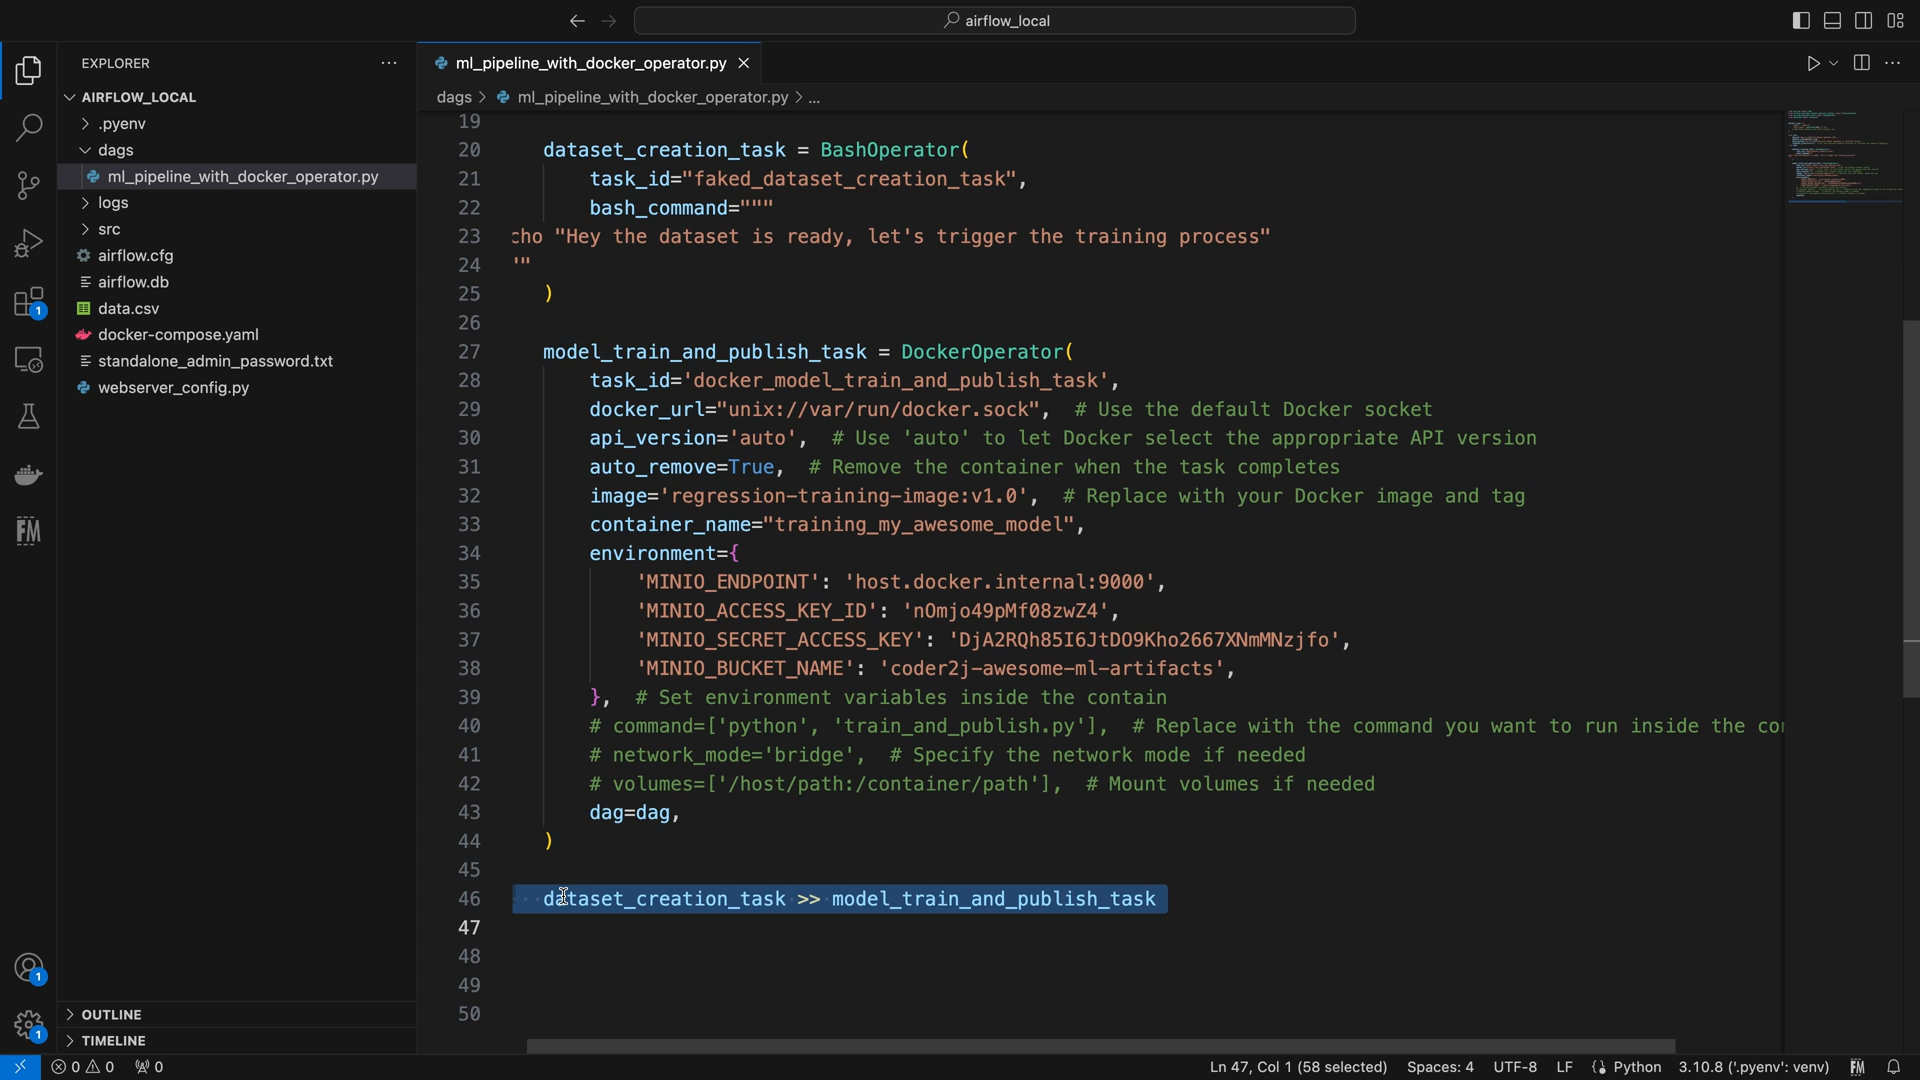 airflow_local
EXPLORER
AIRFLOW_LOCAL
.pyenv
dags
ml_pipeline_with_docker_operator.py
logs
src
airflow.cfg
airflow.db
data.csv
docker-compose.yaml
standalone_admin_password.txt
webserver_config.py
OUTLINE
TIMELINE
1
FM
1
1
ml_pipeline_with_docker_operator.py
dags > ml_pipeline_with_docker_operator.py > ...
19
20 dataset_creation_task = BashOperator(
21 task_id="faked_dataset_creation_task",
22 bash_command="""
23 cho "Hey the dataset is ready, let's trigger the training process"
24 '"
25 )
26
27 model_train_and_publish_task = DockerOperator(
28 task_id='docker_model_train_and_publish_task',
29 docker_url="unix://var/run/docker.sock", # Use the default Docker socket
30 api_version='auto', # Use 'auto' to let Docker select the appropriate API version
31 auto_remove=True, # Remove the container when the task completes
32 image='regression-training-image:v1.0', # Replace with your Docker image and tag
33 container_name="training_my_awesome_model",
34 environment={
35 'MINIO_ENDPOINT': 'host.docker.internal:9000',
36 'MINIO_ACCESS_KEY_ID': 'nOmjo49pMf08zwZ4',
37 'MINIO_SECRET_ACCESS_KEY': 'DjA2RQh85I6JtDO9Kho2667XNmMNzjfo',
38 'MINIO_BUCKET_NAME': 'coder2j-awesome-ml-artifacts',
39 }, # Set environment variables inside the contain
40 # command=['python', 'train_and_publish.py'], # Replace with the command you want to run inside the co
41 # network_mode='bridge', # Specify the network mode if needed
42 # volumes=['/host/path:/container/path'], # Mount volumes if needed
43 dag=dag,
44 )
45
46 dataset_creation_task >> model_train_and_publish_task
47
48
49
50
0 0 0 Ln 47, Col 1 (58 selected) Spaces: 4 UTF-8 LF Python 3.10.8 ('.pyenv': venv) FM